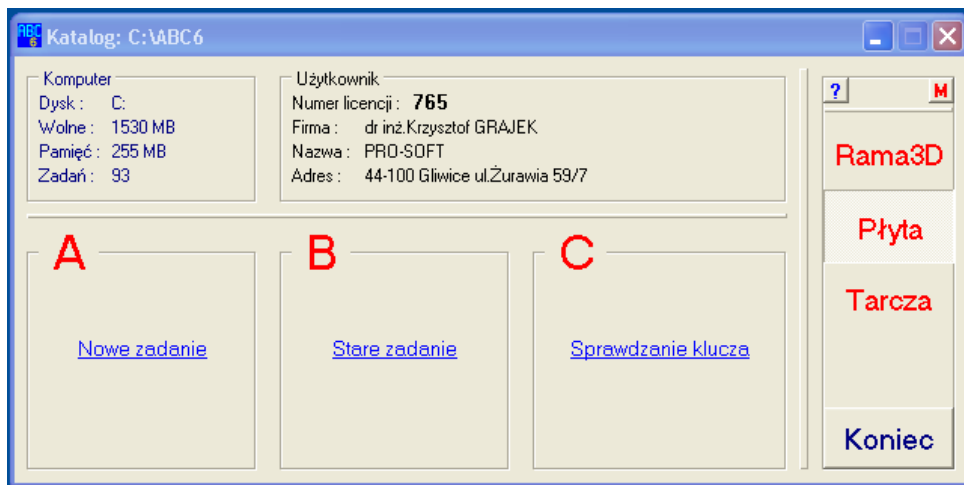 ABC 6 Katalog: C:\ABC6
Komputer
Dysk : C:
Wolne : 1530 MB
Pamięć : 255 MB
Zadań : 93
Użytkownik
Numer licencji : 765
Firma : dr inż.Krzysztof GRAJEK
Nazwa : PRO-SOFT
Adres : 44-100 Gliwice ul.Żurawia 59/7
? M
Rama3D
Płyta
Tarcza
Koniec
A
Nowe zadanie
B
Stare zadanie
C
Sprawdzanie klucza